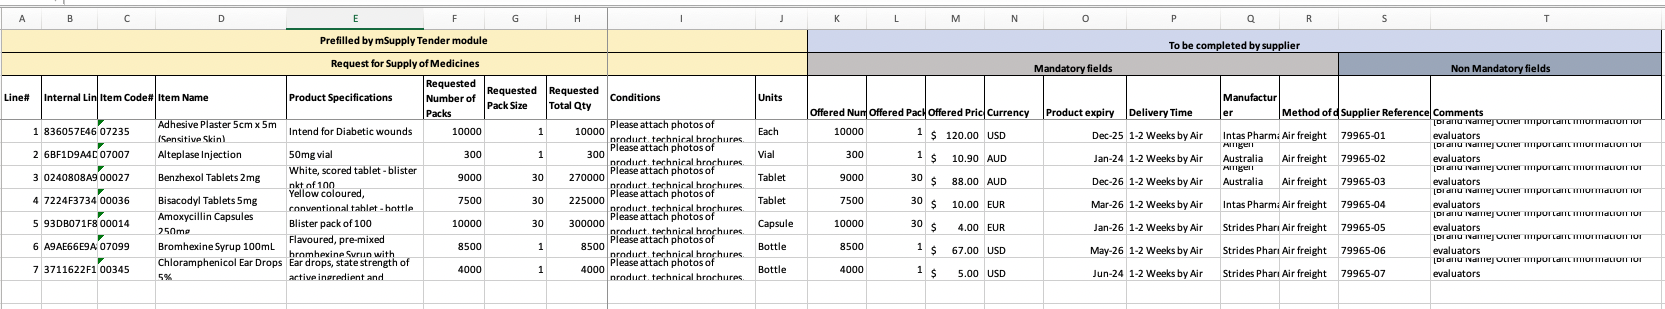 A B C D E F G H I J K L M N O P Q R S T
Prefilled by mSupply Tender module
To be completed by supplier
Request for Supply of Medicines
Mandatory fields
Non Mandatory fields
Line# Internal Lin Item Code# Item Name Product Specifications Requested Number of Packs Requested Pack Size Requested Total Qty Conditions Units Offered Num Offered Pack Offered Pric Currency Product expiry Delivery Time Manufactur er Method of d Supplier Reference Comments
1 836057E46 07235 Adhesive Plaster 5cm x 5m (Sensitive Skin) Intend for Diabetic wounds 10000 1 10000 Please attach photos of product, technical brochures, Each 10000 1 $ 120.00 USD Dec-25 1-2 Weeks by Air Intas Pharma Air freight 79965-01 [Brand Name] Other important information for evaluators
2 6BF1D9A4D 07007 Alteplase Injection 50mg vial 300 1 300 Please attach photos of product, technical brochures, Vial 300 1 $ 10.90 AUD Jan-24 1-2 Weeks by Air Amgen Australia Air freight 79965-02 [Brand Name] Other important information for evaluators
3 0240808A9 00027 Benzhexol Tablets 2mg White, scored tablet - blister pkt of 100 9000 30 270000 Please attach photos of product, technical brochures, Tablet 9000 30 $ 88.00 AUD Dec-26 1-2 Weeks by Air Amgen Australia Air freight 79965-03 [Brand Name] Other important information for evaluators
4 7224F3734 00036 Bisacodyl Tablets 5mg Yellow coloured, conventional tablet - bottle 7500 30 225000 Please attach photos of product, technical brochures, Tablet 7500 30 $ 10.00 EUR Mar-26 1-2 Weeks by Air Intas Pharma Air freight 79965-04 [Brand Name] Other important information for evaluators
5 93DB071F8 00014 Amoxycillin Capsules 250mg Blister pack of 100 10000 30 300000 Please attach photos of product, technical brochures, Capsule 10000 30 $ 4.00 EUR Jan-26 1-2 Weeks by Air Strides Phar Air freight 79965-05 [Brand Name] Other important information for evaluators
6 A9AE66E9A 07099 Bromhexine Syrup 100mL Flavoured, pre-mixed bromhexine Syrup with 8500 1 8500 Please attach photos of product, technical brochures, Bottle 8500 1 $ 67.00 USD May-26 1-2 Weeks by Air Strides Phar Air freight 79965-06 [Brand Name] Other important information for evaluators
7 3711622F1 00345 Chloramphenicol Ear Drops 5% Ear drops, state strength of active ingredient and 4000 1 4000 Please attach photos of product, technical brochures, Bottle 4000 1 $ 5.00 USD Jun-24 1-2 Weeks by Air Strides Phar Air freight 79965-07 [Brand Name] Other important information for evaluators